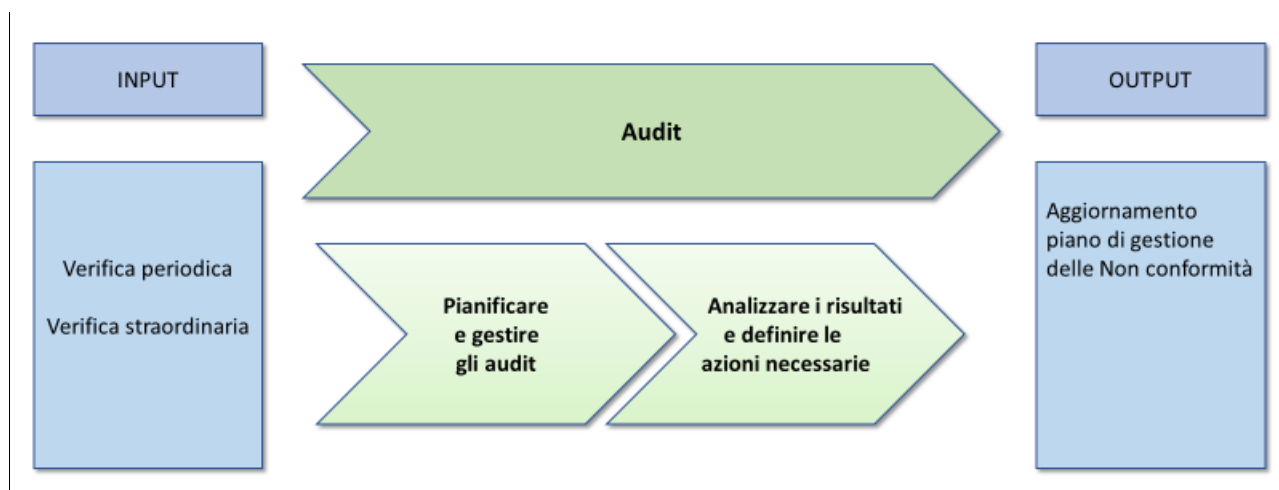 INPUT
Audit
OUTPUT
Verifica periodica
Verifica straordinaria
Pianificare
e gestire
gli audit
Analizzare i risultati
e definire le
azioni necessarie
Aggiornamento
piano di gestione
delle Non conformità